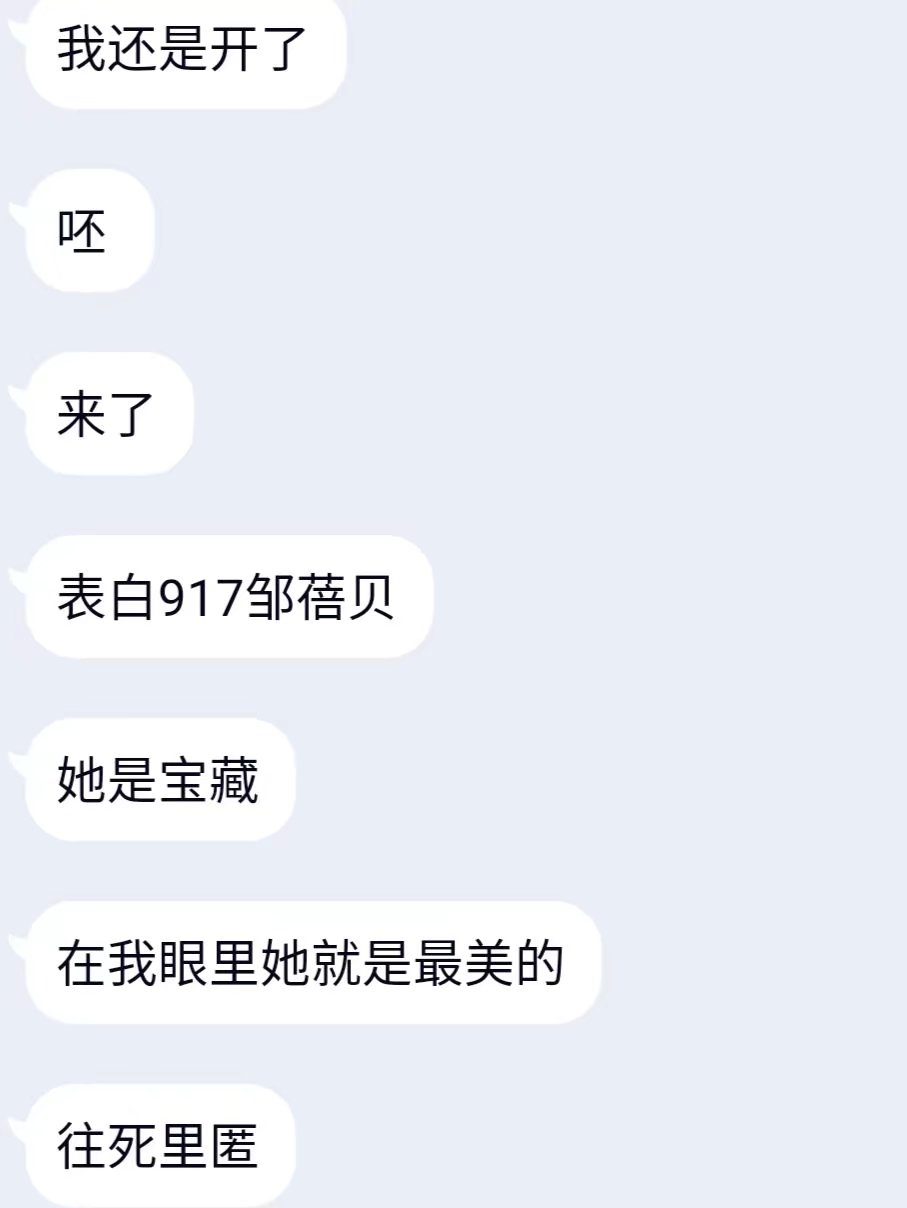 我还是开了
呸
来了
表白917邹蓓贝
她是宝藏
在我眼里她就是最美的
往死里匿